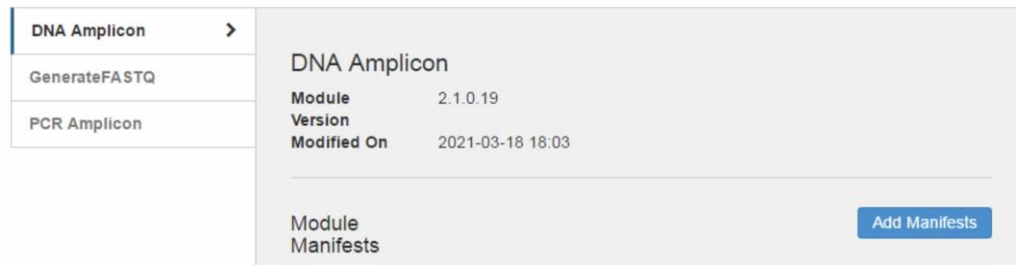 DNA Amplicon
GenerateFASTQ
PCR Amplicon
DNA Amplicon
Module Version 2.1.0.19
Modified On 2021-03-18 18:03
Module
Manifests
Add Manifests